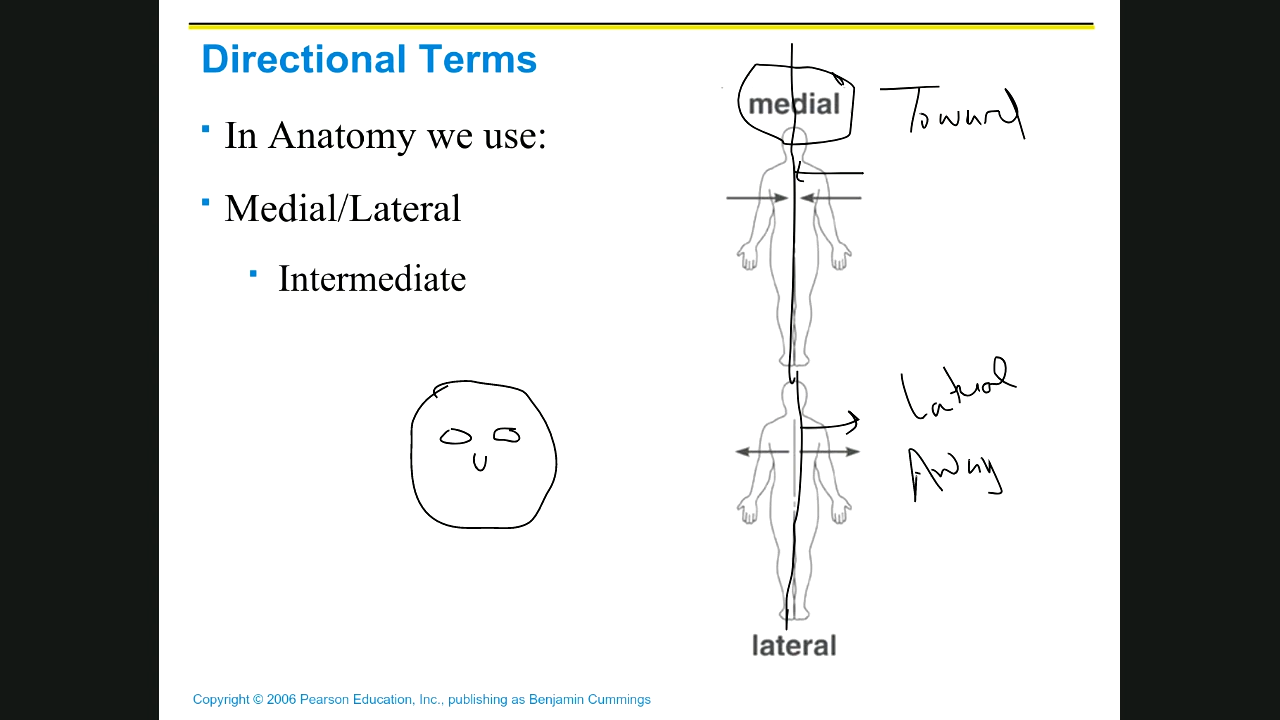 Directional Terms
In Anatomy we use:
Medial/Lateral
Intermediate
medial
Toward
Lateral
Away
lateral
Copyright © 2006 Pearson Education, Inc., publishing as Benjamin Cummings